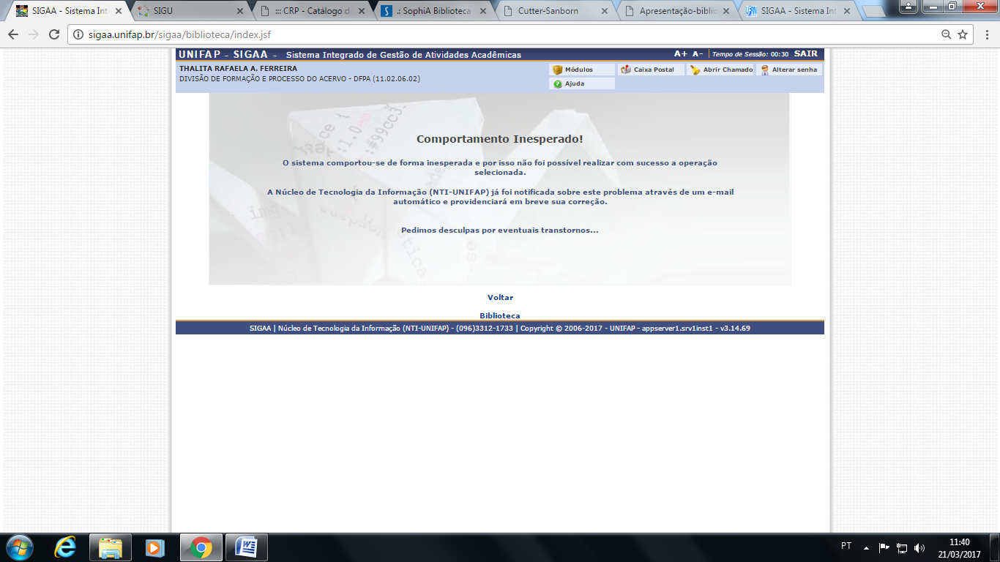 SIGAA - Sistema Int
SIGU
::: CRP - Catálogo da
.: SophiA Biblioteca
Cutter-Sanborn
Apresentação-biblio
SIGAA - Sistema Int
sigaa.unifap.br/sigaa/biblioteca/index.jsf
UNIFAP - SIGAA - Sistema Integrado de Gestão de Atividades Acadêmicas
A+ A- Tempo de Sessão: 00:30 SAIR
THALITA RAFAELA A. FERREIRA
DIVISÃO DE FORMAÇÃO E PROCESSO DO ACERVO - DFPA (11.02.06.02)
Módulos
Caixa Postal
Abrir Chamado
Alterar senha
Ajuda
Comportamento Inesperado!
O sistema comportou-se de forma inesperada e por isso não foi possível realizar com sucesso a operação
selecionada.
A Núcleo de Tecnologia da Informação (NTI-UNIFAP) já foi notificada sobre este problema através de um e-mail
automático e providenciará em breve sua correção.
Pedimos desculpas por eventuais transtornos...
Voltar
Biblioteca
SIGAA | Núcleo de Tecnologia da Informação (NTI-UNIFAP) - (096)3312-1733 | Copyright © 2006-2017 - UNIFAP - appserver1.srv1inst1 - v3.14.69
PT
11:40
21/03/2017